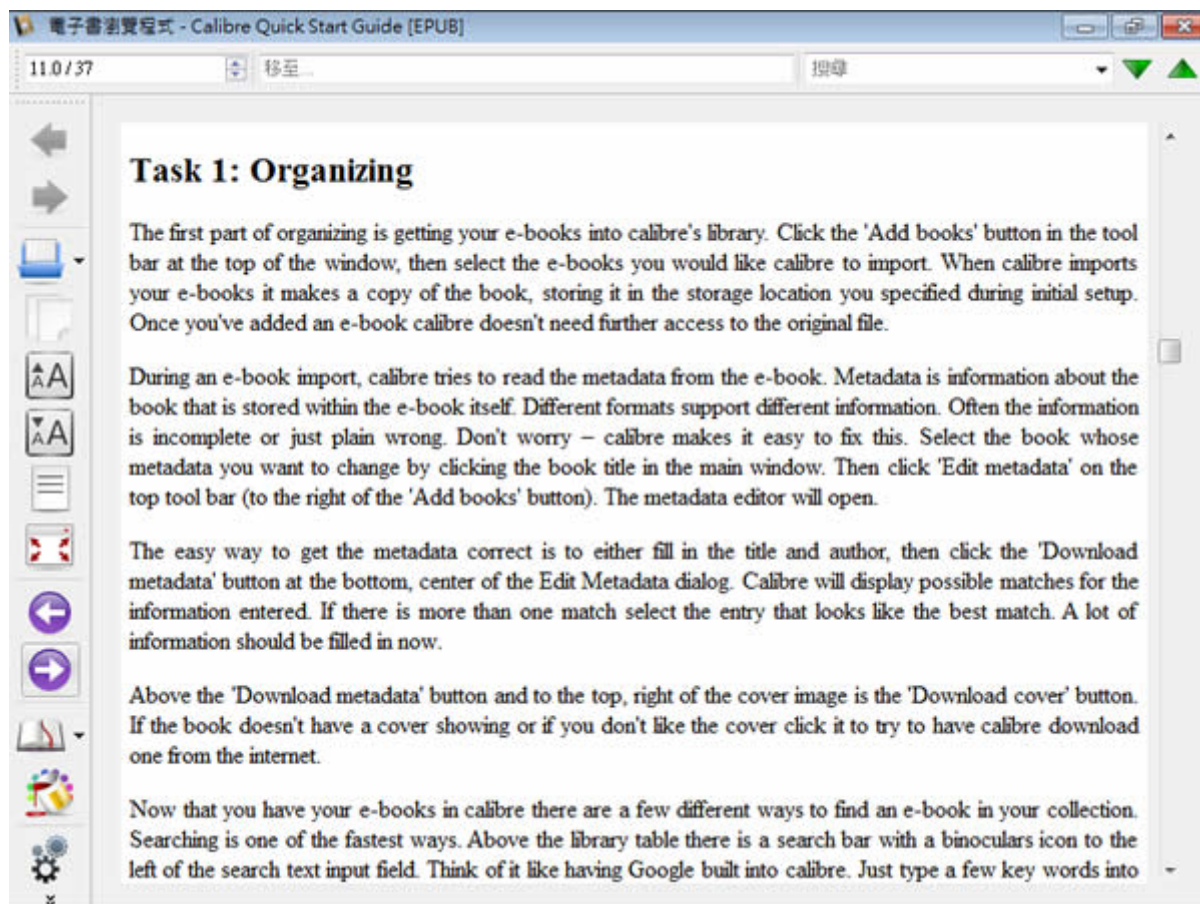 電子書瀏覽程式 - Calibre Quick Start Guide [EPUB]
11.0 / 37
移至...
搜尋
Task 1: Organizing
The first part of organizing is getting your e-books into calibre's library. Click the 'Add books' button in the tool
bar at the top of the window, then select the e-books you would like calibre to import. When calibre imports
your e-books it makes a copy of the book, storing it in the storage location you specified during initial setup.
Once you've added an e-book calibre doesn't need further access to the original file.
During an e-book import, calibre tries to read the metadata from the e-book. Metadata is information about the
book that is stored within the e-book itself. Different formats support different information. Often the information
is incomplete or just plain wrong. Don't worry – calibre makes it easy to fix this. Select the book whose
metadata you want to change by clicking the book title in the main window. Then click 'Edit metadata' on the
top tool bar (to the right of the 'Add books' button). The metadata editor will open.
The easy way to get the metadata correct is to either fill in the title and author, then click the 'Download
metadata' button at the bottom, center of the Edit Metadata dialog. Calibre will display possible matches for the
information entered. If there is more than one match select the entry that looks like the best match. A lot of
information should be filled in now.
Above the 'Download metadata' button and to the top, right of the cover image is the 'Download cover' button.
If the book doesn't have a cover showing or if you don't like the cover click it to try to have calibre download
one from the internet.
Now that you have your e-books in calibre there are a few different ways to find an e-book in your collection.
Searching is one of the fastest ways. Above the library table there is a search bar with a binoculars icon to the
left of the search text input field. Think of it like having Google built into calibre. Just type a few key words into